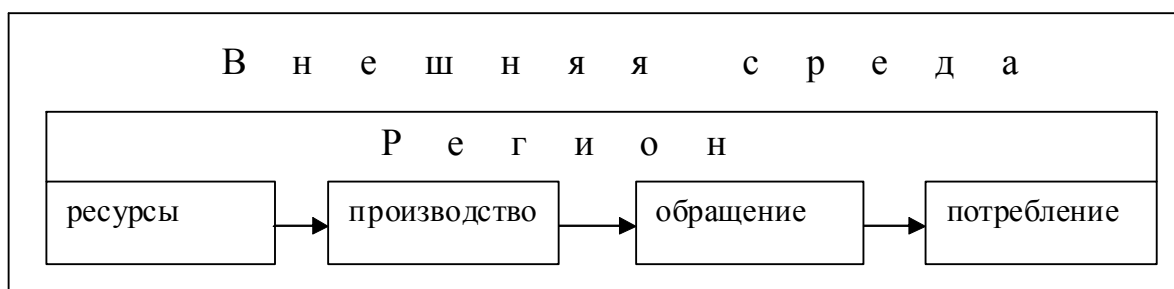 Внешняя среда
Регион
ресурсы
производство
обращение
потребление